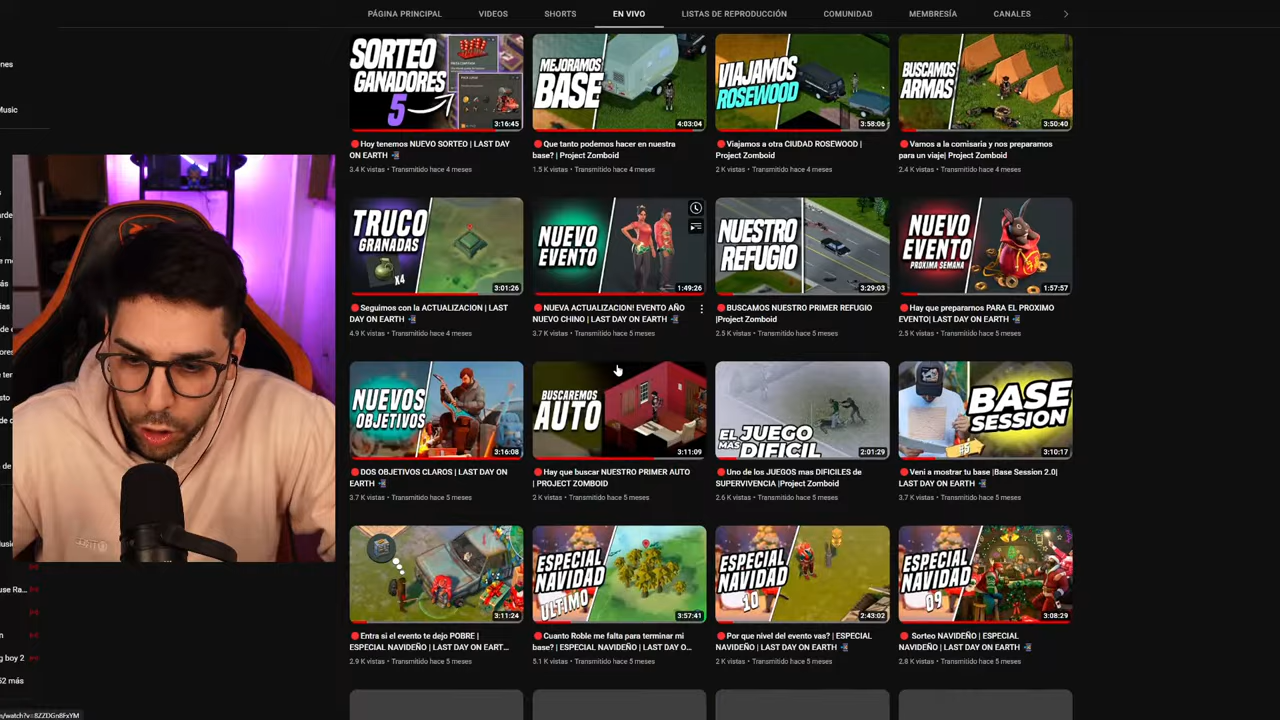 PÁGINA PRINCIPAL
VIDEOS
SHORTS
EN VIVO
LISTAS DE REPRODUCCIÓN
COMUNIDAD
MEMBRESÍA
CANALES
SORTEO
GANADORES
5
3:16:45
MEJORAMOS
BASE
4:03:04
VIAJAMOS
ROSEWOOD
3:58:06
BUSCAMOS
ARMAS
3:50:40
Hoy tenemos NUEVO SORTEO | LAST DAY
ON EARTH
3.4 K vistas • Transmitido hace 4 meses
Que tanto podemos hacer en nuestra
base? | Project Zomboid
1.5 K vistas • Transmitido hace 4 meses
Viajamos a otra CIUDAD ROSEWOOD |
Project Zomboid
2 K vistas • Transmitido hace 4 meses
Vamos a la comisaria y nos preparamos
para un viaje| Project Zomboid
2.4 K vistas • Transmitido hace 4 meses
TRUCO
GRANADAS
X4
3:01:26
NUEVO
EVENTO
1:49:26
NUESTRO
REFUGIO
3:29:03
NUEVO
EVENTO
PROXIMA SEMANA
1:57:57
Seguimos con la ACTUALIZACION | LAST
DAY ON EARTH
4.9 K vistas • Transmitido hace 4 meses
NUEVA ACTUALIZACION! EVENTO AÑO
NUEVO CHINO | LAST DAY ON EARTH
3.7 K vistas • Transmitido hace 5 meses
BUSCAMOS NUESTRO PRIMER REFUGIO
|Project Zomboid
2.5 K vistas • Transmitido hace 5 meses
Hay que prepararnos PARA EL PROXIMO
EVENTO| LAST DAY ON EARTH
2.5 K vistas • Transmitido hace 5 meses
NUEVOS
OBJETIVOS
3:16:08
BUSCAREMOS
AUTO
3:11:09
EL JUEGO
MAS
DIFICIL
2:01:29
BASE
SESSION
#5
3:10:17
DOS OBJETIVOS CLAROS | LAST DAY ON
EARTH
3.7 K vistas • Transmitido hace 5 meses
Hay que buscar NUESTRO PRIMER AUTO
| PROJECT ZOMBOID
2 K vistas • Transmitido hace 5 meses
Uno de los JUEGOS mas DIFICILES de
SUPERVIVENCIA |Project Zomboid
2.6 K vistas • Transmitido hace 5 meses
Veni a mostrar tu base |Base Session 2.0|
LAST DAY ON EARTH
3.7 K vistas • Transmitido hace 5 meses
3:11:24
ESPECIAL
NAVIDAD
ULTIMO
3:57:41
ESPECIAL
NAVIDAD
10
2:43:02
ESPECIAL
NAVIDAD
09
3:08:29
Entra si el evento te dejo POBRE |
ESPECIAL NAVIDEÑO | LAST DAY ON EART...
2.9 K vistas • Transmitido hace 5 meses
Cuanto Roble me falta para terminar mi
base? | ESPECIAL NAVIDEÑO | LAST DAY O...
5.1 K vistas • Transmitido hace 5 meses
Por que nivel del evento vas? | ESPECIAL
NAVIDEÑO | LAST DAY ON EARTH
2 K vistas • Transmitido hace 5 meses
Sorteo NAVIDEÑO | ESPECIAL
NAVIDEÑO | LAST DAY ON EARTH
2.8 K vistas • Transmitido hace 5 meses
ones
Music
use Ra...
g boy 2
52 más